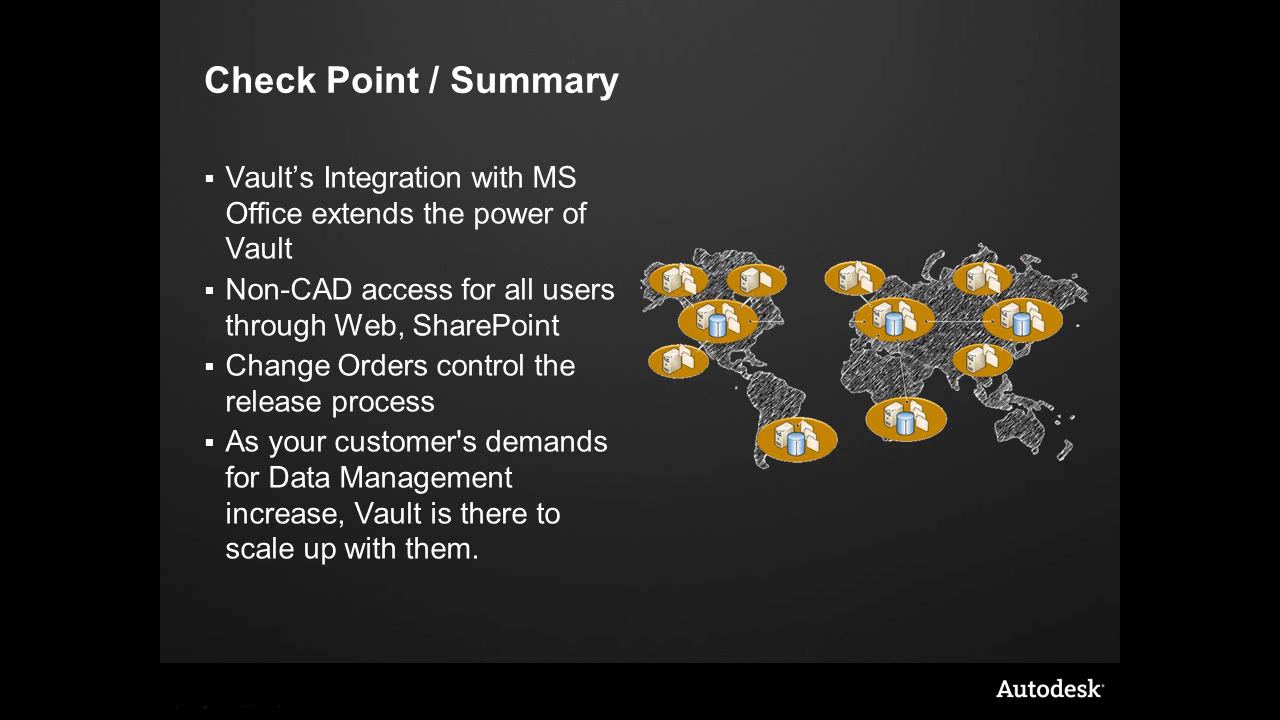 Check Point / Summary
▪ Vault’s Integration with MS
Office extends the power of
Vault
▪ Non-CAD access for all users
through Web, SharePoint
▪ Change Orders control the
release process
▪ As your customer's demands
for Data Management
increase, Vault is there to
scale up with them.
Autodesk